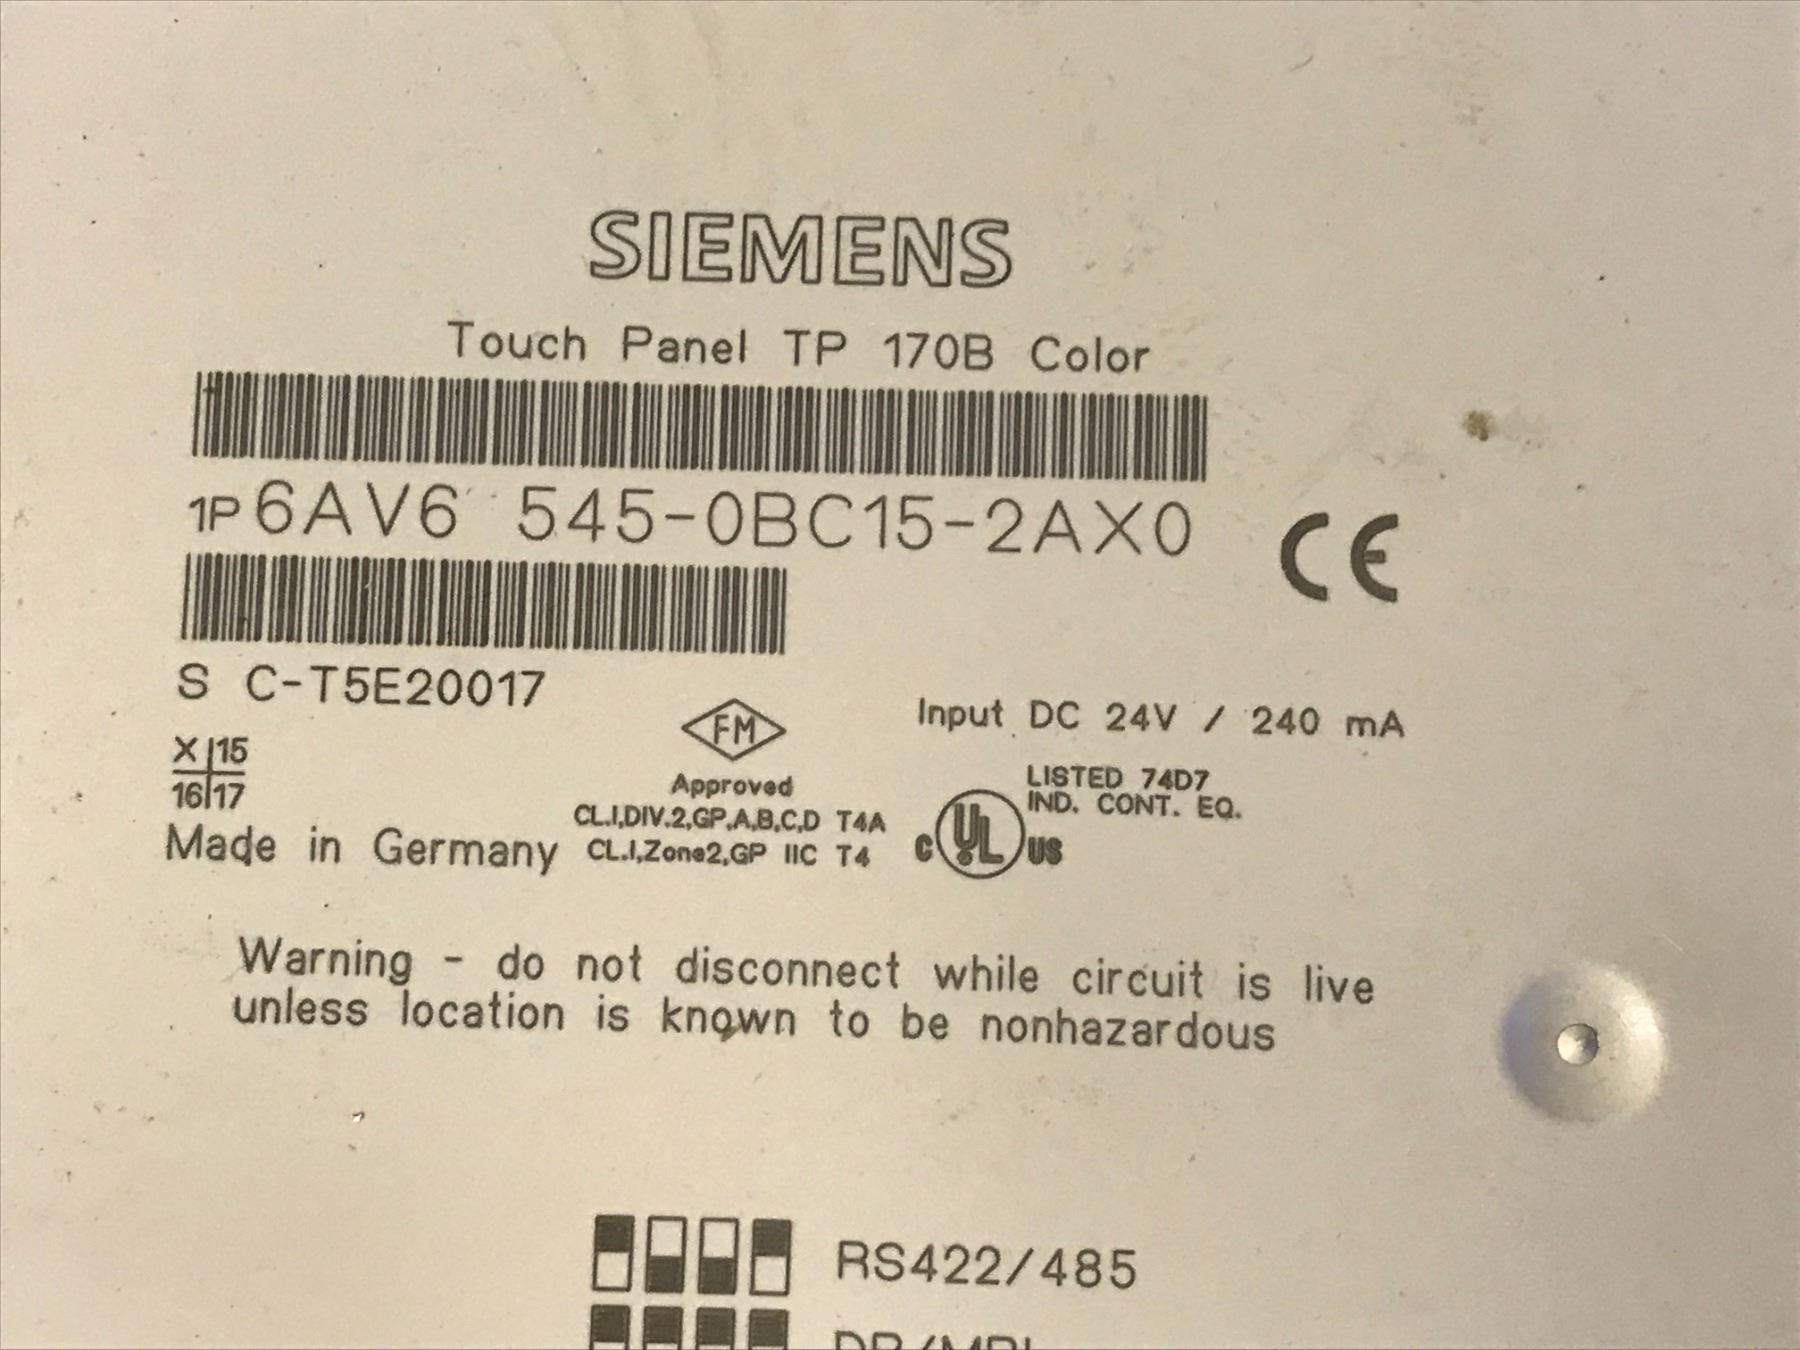 SIEMENS
Touch Panel TP 170B Color
1P 6AV6 545-0BC15-2AX0
CE
S C-T5E20017
X 15
16 17
Made in Germany
FM
Approved
CL.I,DIV.2,GP,A,B,C,D T4A
CL.I,Zone2,GP IIC T4
Input DC 24V / 240 mA
LISTED 74D7
IND. CONT. EQ.
C UL US
Warning - do not disconnect while circuit is live
unless location is known to be nonhazardous
RS422/485
DP/MPI